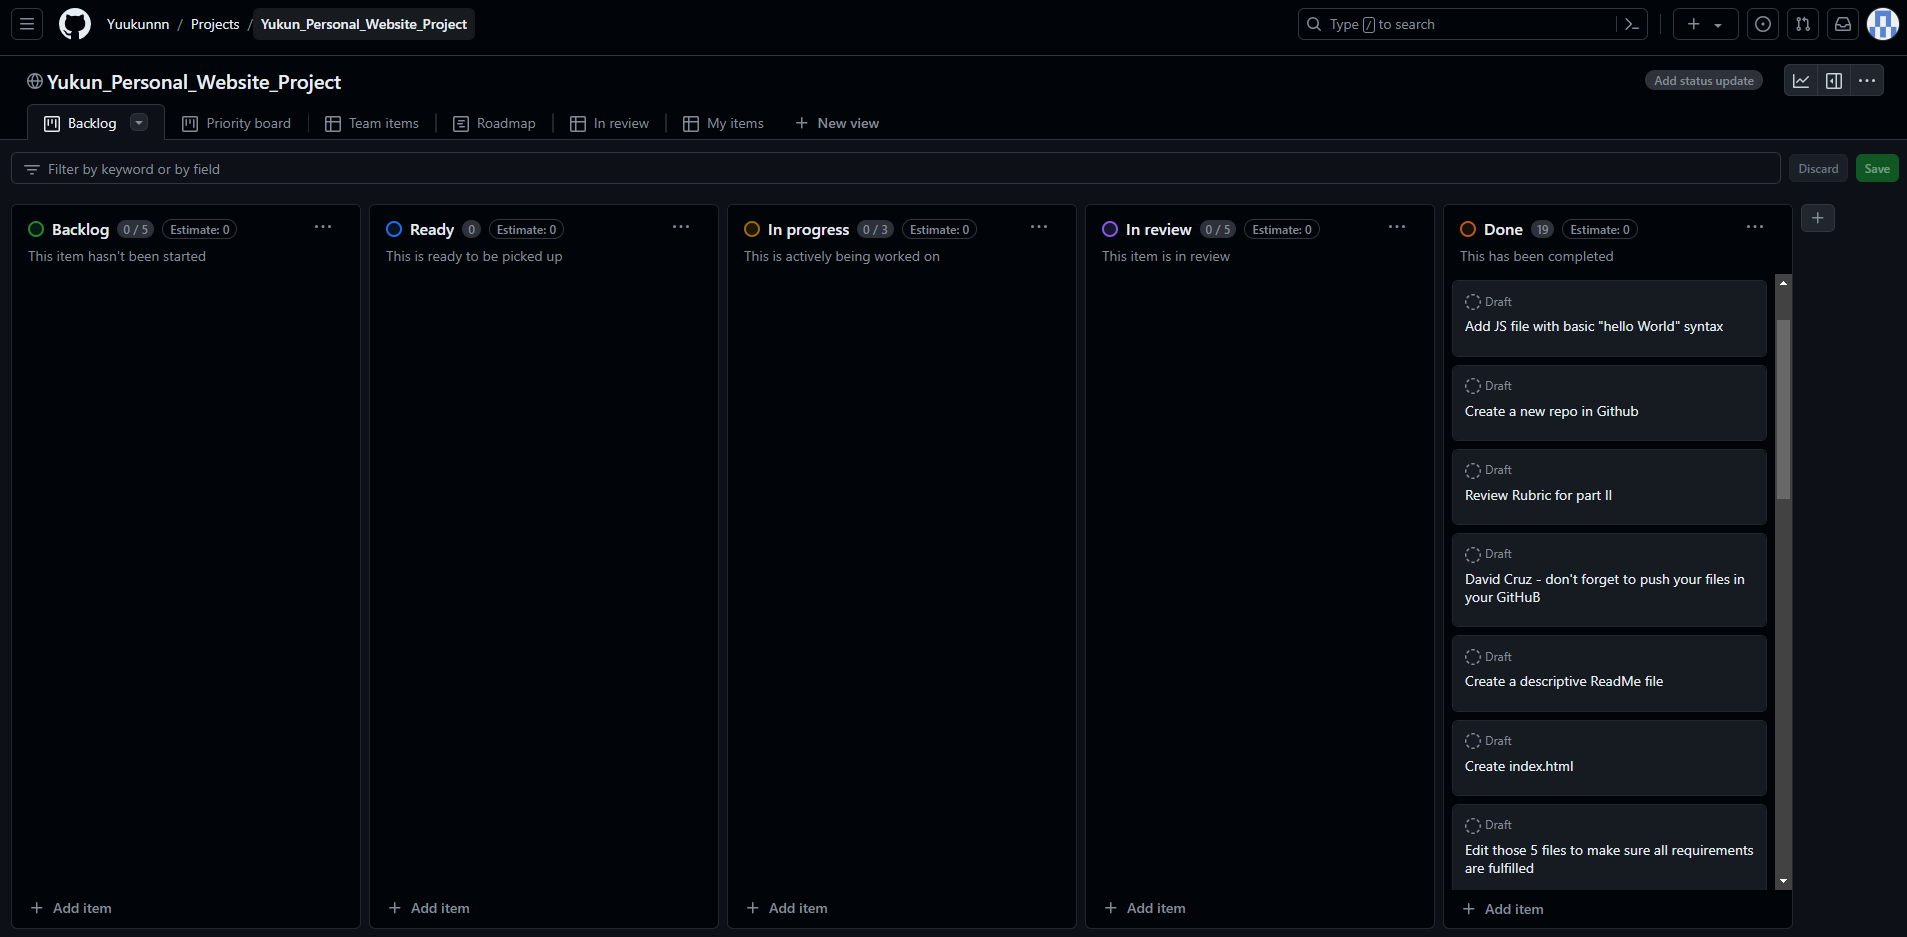 Yuukunnn / Projects / Yukun_Personal_Website_Project
Type / to search
Yukun_Personal_Website_Project
Add status update
Backlog
Priority board
Team items
Roadmap
In review
My items
New view
Filter by keyword or by field
Discard
Save
Backlog 0 / 5 Estimate: 0
This item hasn't been started
Add item
Ready 0 Estimate: 0
This is ready to be picked up
Add item
In progress 0 / 3 Estimate: 0
This is actively being worked on
Add item
In review 0 / 5 Estimate: 0
This item is in review
Add item
Done 19 Estimate: 0
This has been completed
Draft
Add JS file with basic "hello World" syntax
Draft
Create a new repo in Github
Draft
Review Rubric for part II
Draft
David Cruz - don't forget to push your files in
your GitHuB
Draft
Create a descriptive ReadMe file
Draft
Create index.html
Draft
Edit those 5 files to make sure all requirements
are fulfilled
Add item